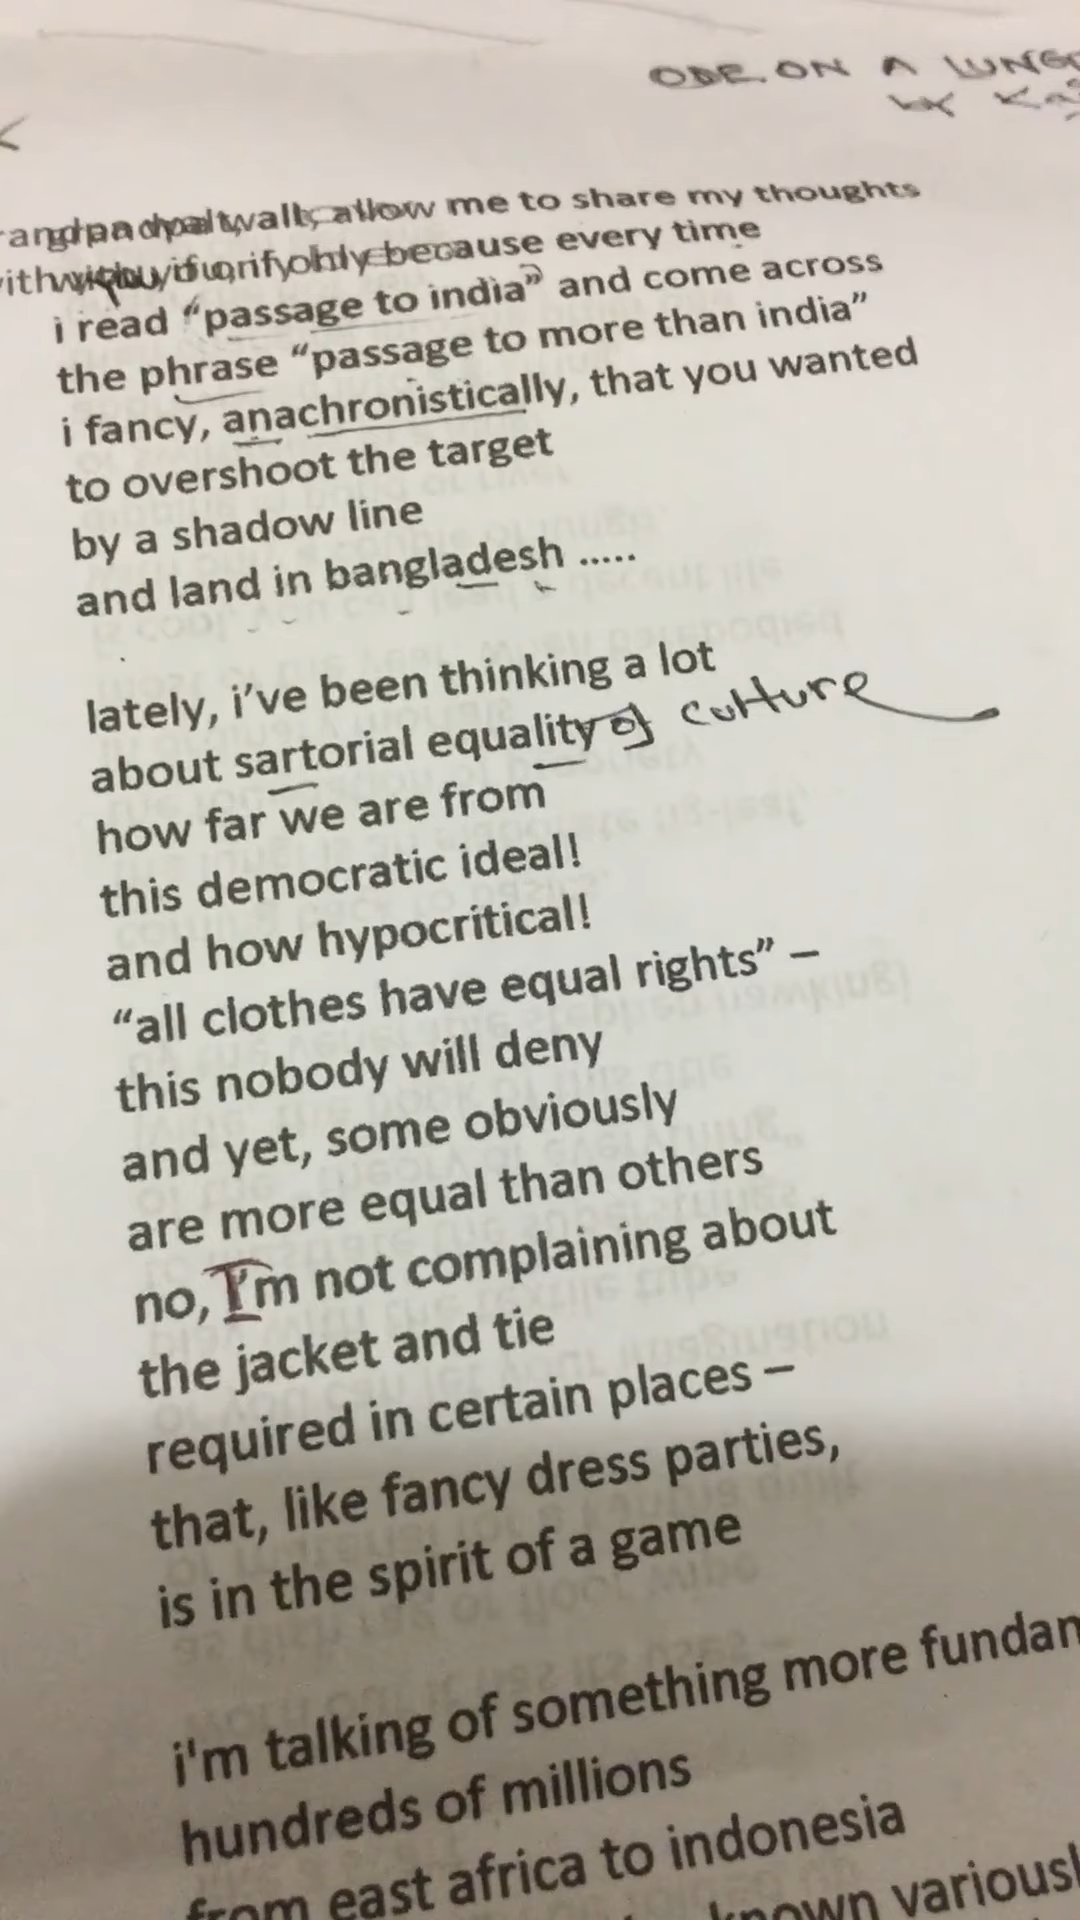 ODE ON A LUNG
by Ka
grandpa walt, allow me to share my thoughts
with you, if only because every time
i read “passage to india” and come across
the phrase “passage to more than india”
i fancy, anachronistically, that you wanted
to overshoot the target
by a shadow line
and land in bangladesh .....
lately, i’ve been thinking a lot
about sartorial equality of culture
how far we are from
this democratic ideal!
and how hypocritical!
“all clothes have equal rights” –
this nobody will deny
and yet, some obviously
are more equal than others
no, I’m not complaining about
the jacket and tie
required in certain places –
that, like fancy dress parties,
is in the spirit of a game
i'm talking of something more fundam
hundreds of millions
from east africa to indonesia
known variousl